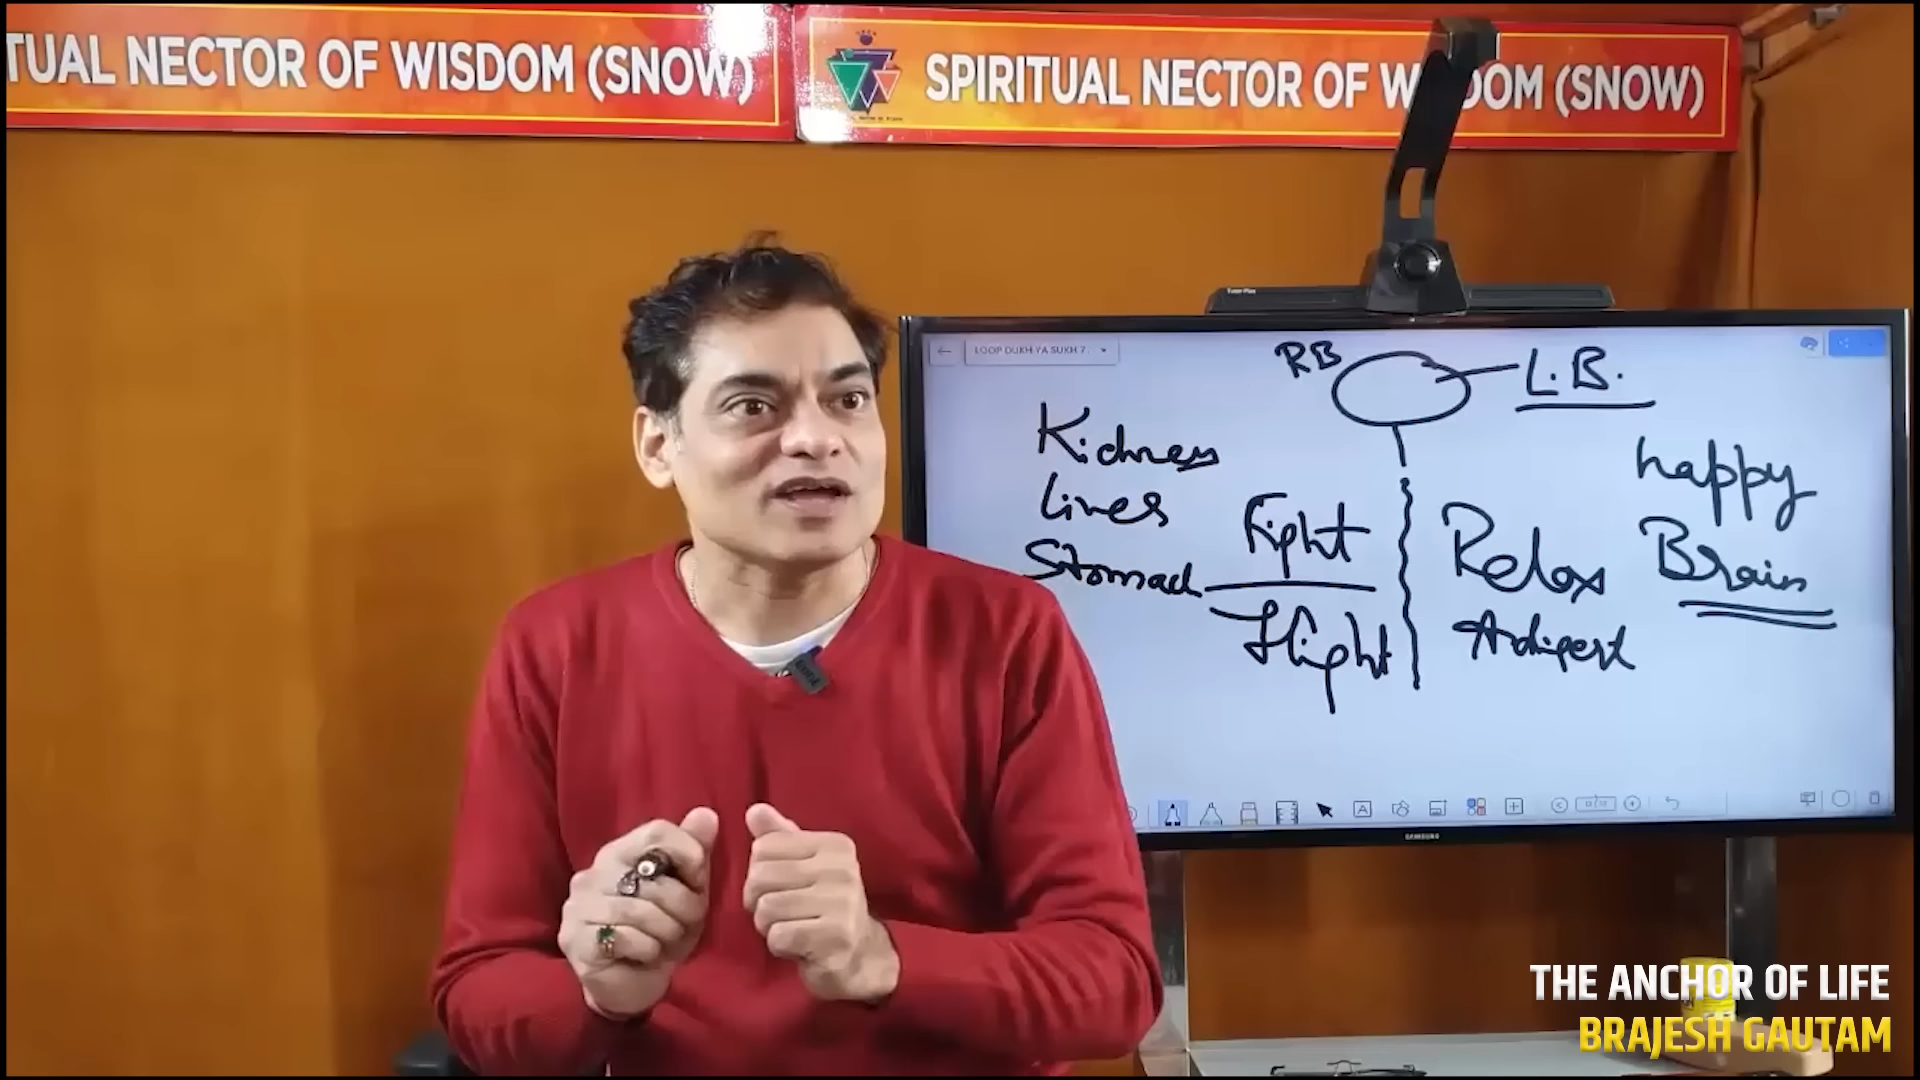 TUAL NECTOR OF WISDOM (SNOW)
SPIRITUAL NECTOR OF W DOM (SNOW)
LOOP DUKH YA SUKH 7
RB
L.B.
Kidneys
Liver
Stomach
Fight
Flight
Relax
happy
Brain
SAMSUNG
THE ANCHOR OF LIFE
BRAJESH GAUTAM